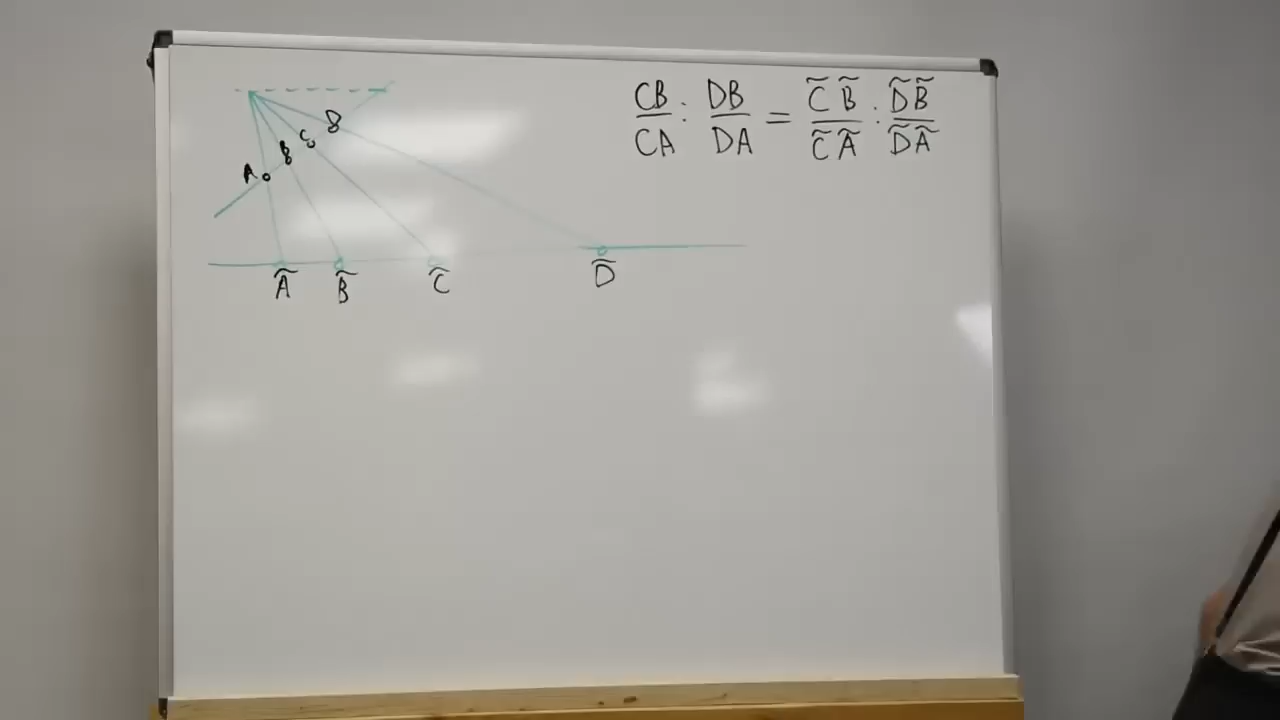 CB/CA : DB/DA = C̃B̃/C̃Ã : D̃B̃/D̃Ã
A B C D
Ã B̃ C̃ D̃